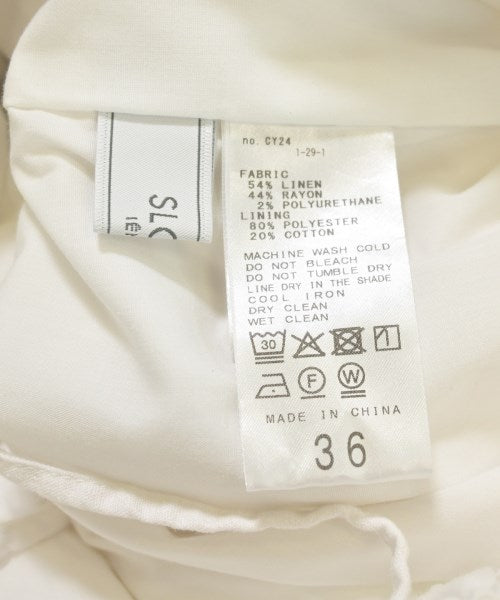 no. CY24
1-29-1
FABRIC
54% LINEN
44% RAYON
2% POLYURETHANE
LINING
80% POLYESTER
20% COTTON
MACHINE WASH COLD
DO NOT BLEACH
DO NOT TUMBLE DRY
LINE DRY IN THE SHADE
COOL IRON
DRY CLEAN
WET CLEAN
30
F
W
MADE IN CHINA
36
SLO
IÉN